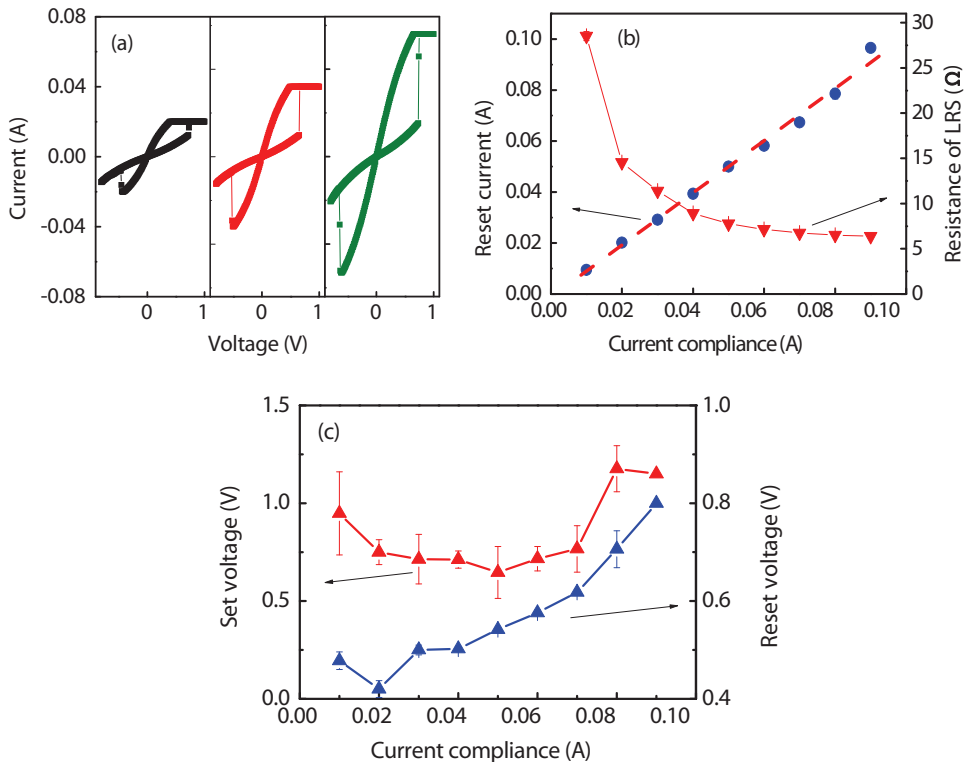 (a)
0.08
0.04
0.00
-0.04
-0.08
Current (A)
0 1 0 1 0 1
Voltage (V)
(b)
0.10
0.08
0.06
0.04
0.02
0.00
Reset current (A)
30
25
20
15
10
5
0
Resistance of LRS (Ω)
0.00 0.02 0.04 0.06 0.08 0.10
Current compliance (A)
(c)
1.5
1.0
0.5
0.0
Set voltage (V)
1.0
0.8
0.6
0.4
Reset voltage (V)
0.00 0.02 0.04 0.06 0.08 0.10
Current compliance (A)